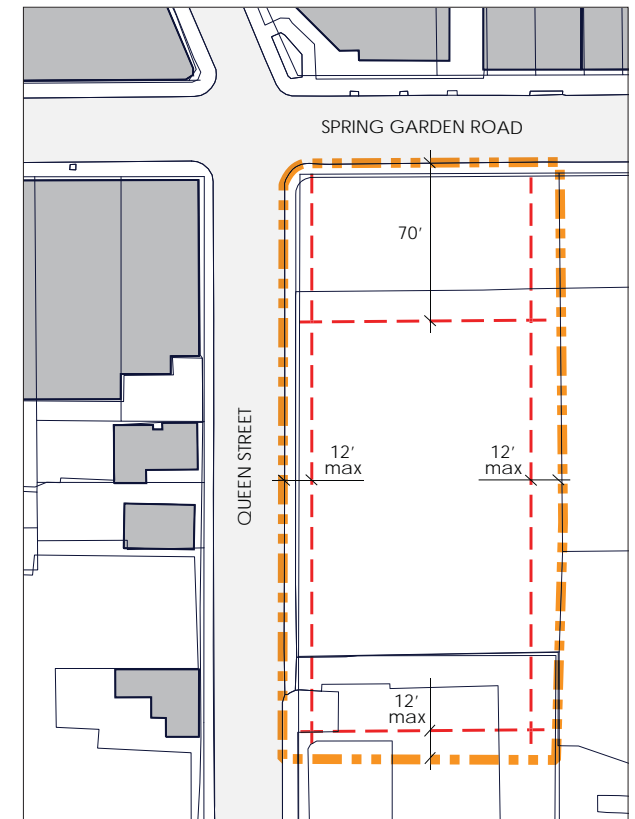 SPRING GARDEN ROAD
70'
QUEEN STREET
12'
max
12'
max
12'
max